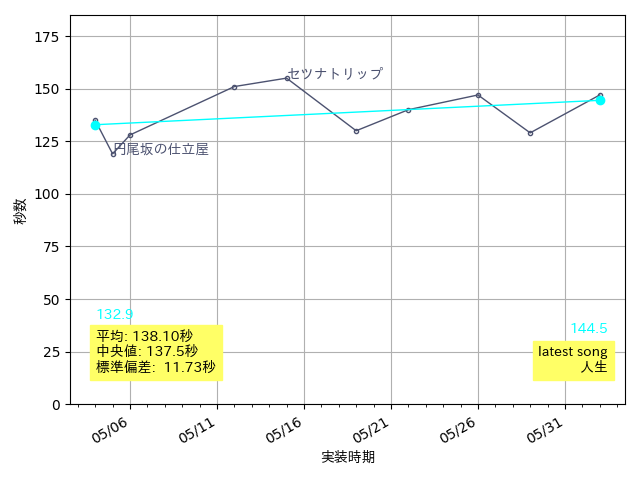 175
150
125
100
75
50
25
0
秒数
セツナトリップ
円尾坂の仕立屋
132.9
平均: 138.10秒
中央値: 137.5秒
標準偏差: 11.73秒
144.5
latest song
人生
05/06
05/11
05/16
05/21
05/26
05/31
実装時期